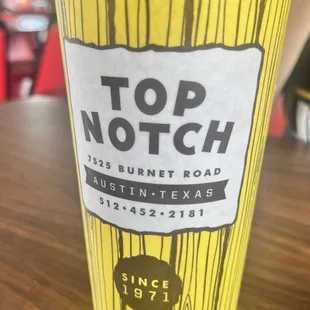 TOP
NOTCH
7525 BURNET ROAD
AUSTIN • TEXAS
512•452•2181
SINCE
1971